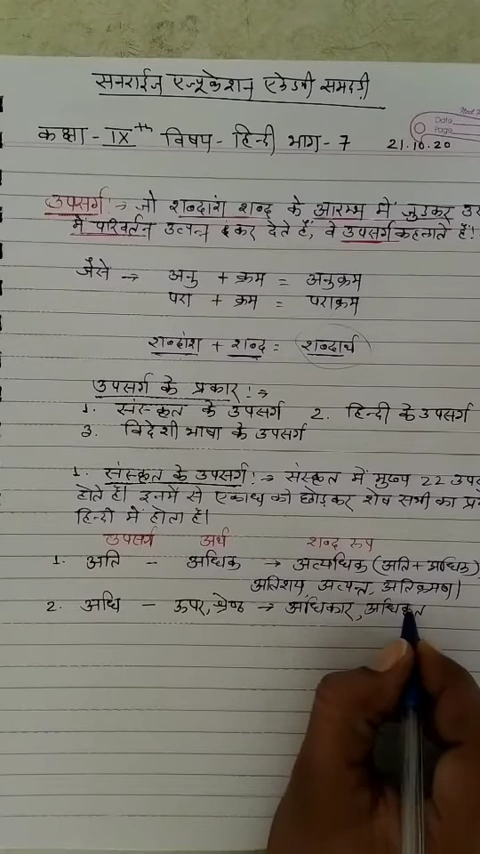 सनराईज एज्यूकेशन एकेडमी समदड़ी
Date
Page
कक्षा - IXth विषय - हिन्दी भाग - 7 21.10.20
उपसर्ग :→ जो शब्दांश शब्द के आरम्भ में जुड़कर
में परिवर्तन उत्पन्न कर देते हैं, वे उपसर्ग कहलाते हैं।
जैसे → अनु + क्रम = अनुक्रम
परा + क्रम = पराक्रम
शब्दांश + शब्द = शब्दार्थ
उपसर्ग के प्रकार :→
1. संस्कृत के उपसर्ग 2. हिन्दी के उपसर्ग
3. विदेशी भाषा के उपसर्ग
1. संस्कृत के उपसर्ग :→ संस्कृत में मुख्य 22
होते हैं। इनमें से एकाध को छोड़कर शेष सभी का
हिन्दी में होता है।
उपसर्ग अर्थ शब्द रूप
1. अति - अधिक → अत्यधिक (अति + अधिक)
अतिशय, अत्यन्त, अतिक्रमण।
2. अधि - ऊपर, श्रेष्ठ → अधिकार, अधिकृत